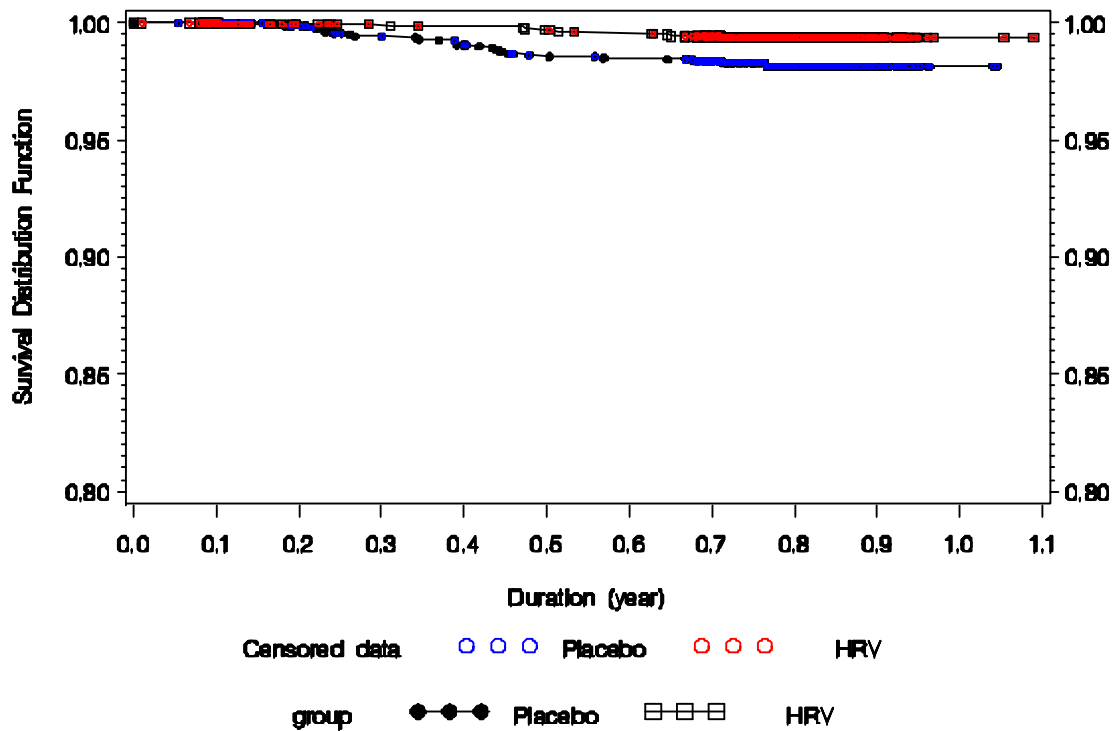 1.00 1.00
0.95 0.95
0.90 0.90
0.85 0.85
0.80 0.80
Survival Distribution Function
0.0 0.1 0.2 0.3 0.4 0.5 0.6 0.7 0.8 0.9 1.0 1.1
Duration (year)
Censored data Placebo HRV
group Placebo HRV